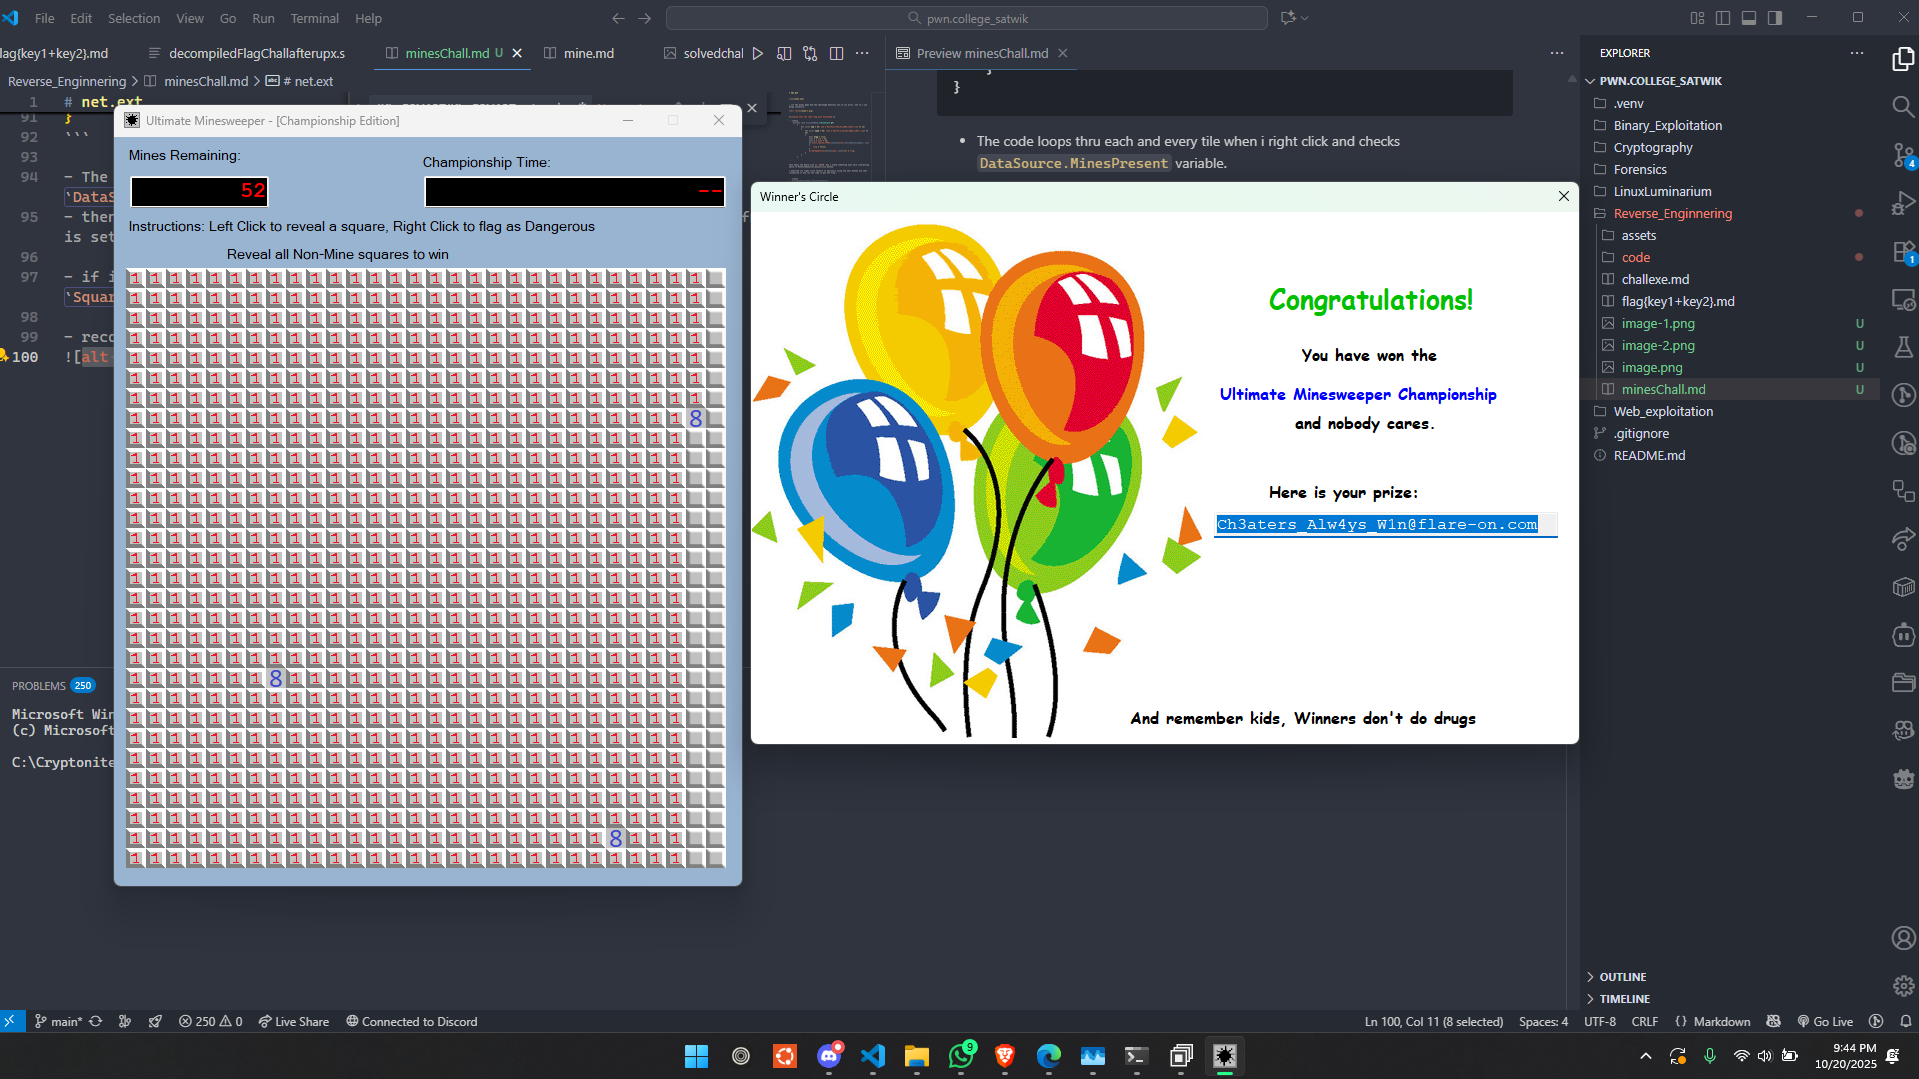 File Edit Selection View Go Run Terminal Help
pwn.college_satwik
lag{key1+key2}.md
decompiledFlagChallafterupx.s
minesChall.md U
mine.md
solvedchal
Preview minesChall.md
Reverse_Enginnering > minesChall.md > # net.ext
1 # net.ext
91 }
92 ```
93
94 - The
`DataS
95 - then
is set
96
97 - if i
`Squar
98
99 - reco
100 ![alt
}
• The code loops thru each and every tile when i right click and checks
DataSource.MinesPresent variable.
Ultimate Minesweeper - [Championship Edition]
Mines Remaining:
52
Championship Time:
--
Instructions: Left Click to reveal a square, Right Click to flag as Dangerous
Reveal all Non-Mine squares to win
8
8
8
Winner's Circle
Congratulations!
You have won the
Ultimate Minesweeper Championship
and nobody cares.
Here is your prize:
Ch3aters_Alw4ys_W1n@flare-on.com
And remember kids, Winners don't do drugs
PROBLEMS 250
Microsoft Win
(c) Microsoft
C:\Cryptonite
EXPLORER
PWN.COLLEGE_SATWIK
.venv
Binary_Exploitation
Cryptography
Forensics
LinuxLuminarium
Reverse_Enginnering
assets
code
challexe.md
flag{key1+key2}.md
image-1.png U
image-2.png U
image.png U
minesChall.md U
Web_exploitation
.gitignore
README.md
OUTLINE
TIMELINE
4
1
main* 250 0 Live Share Connected to Discord
Ln 100, Col 11 (8 selected) Spaces: 4 UTF-8 CRLF {} Markdown Go Live
9
9:44 PM
10/20/2025